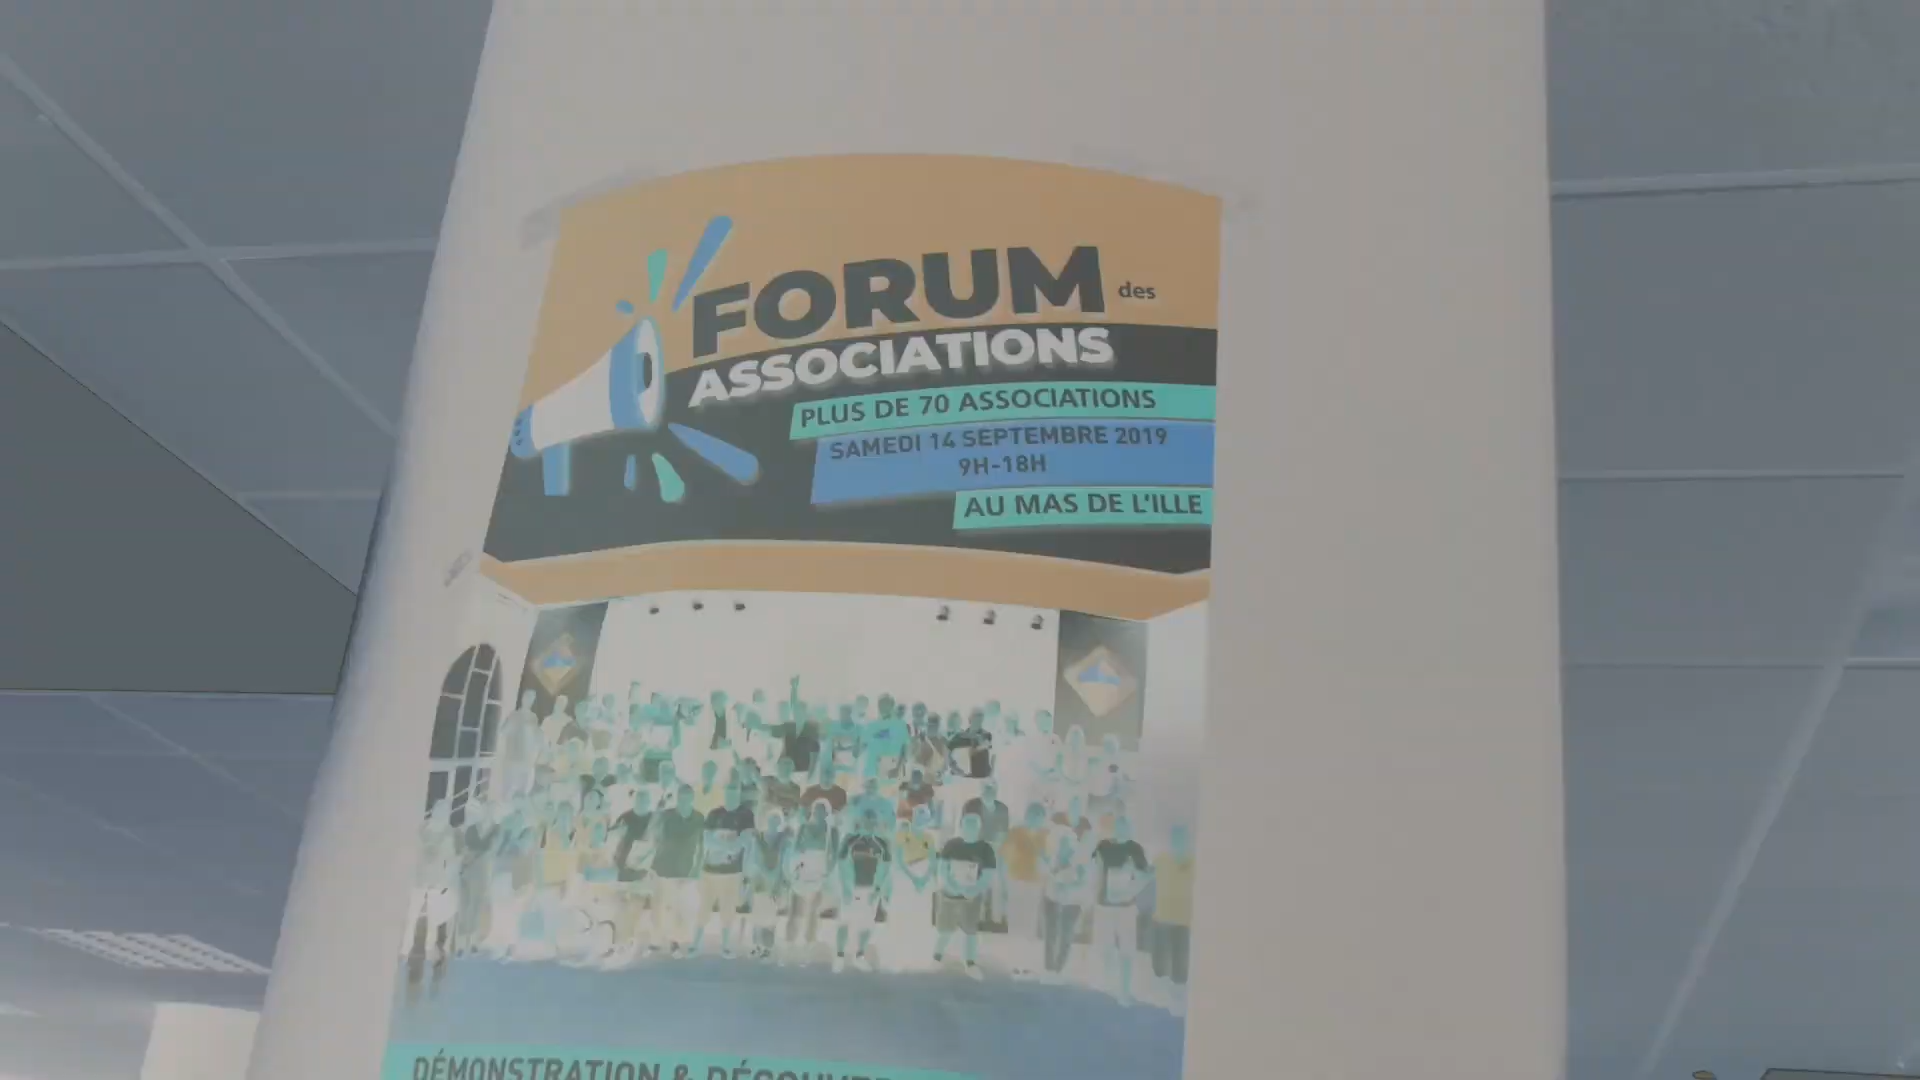 FORUM des
ASSOCIATIONS
PLUS DE 70 ASSOCIATIONS
SAMEDI 14 SEPTEMBRE 2019
9H-18H
AU MAS DE L'ILLE
DÉMONSTRATION &